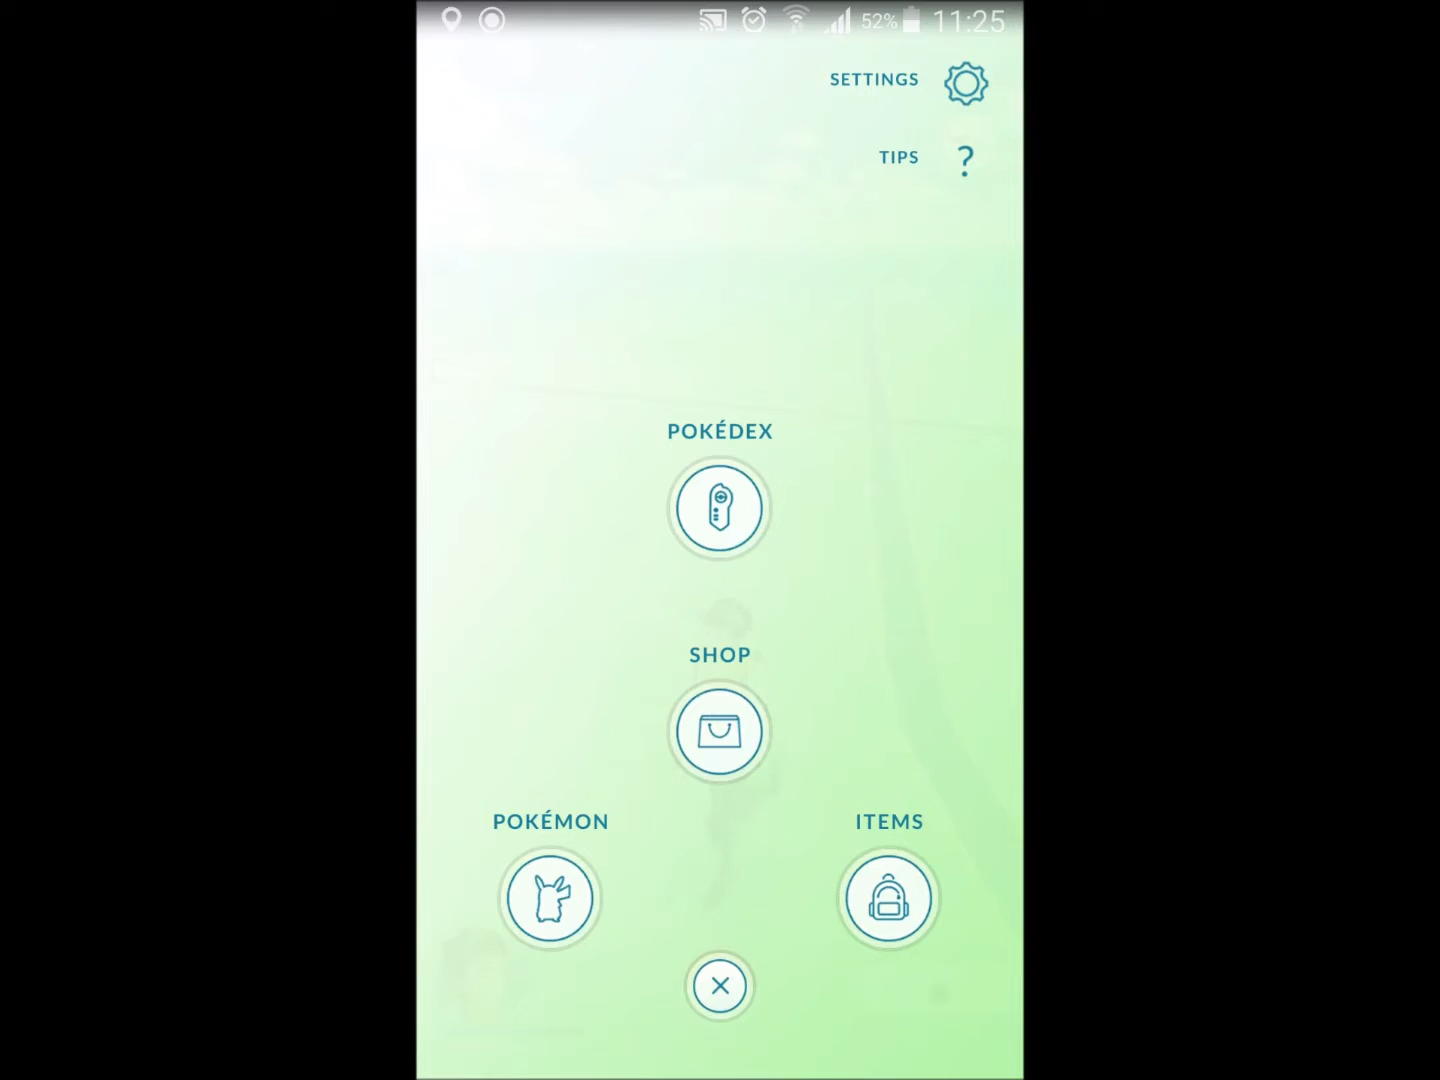 52% 11:25
SETTINGS
TIPS ?
POKÉDEX
SHOP
POKÉMON
ITEMS